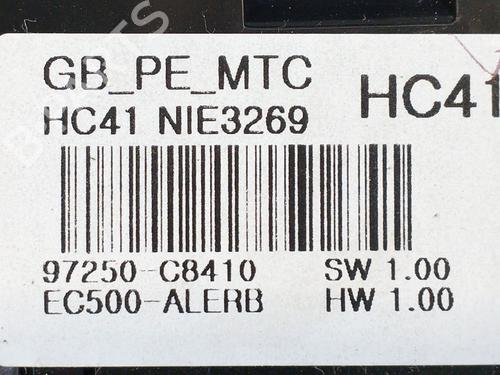 GB_PE_MTC
HC41
HC41 NIE3269
97250-C8410 SW 1.00
EC500-ALERB HW 1.00